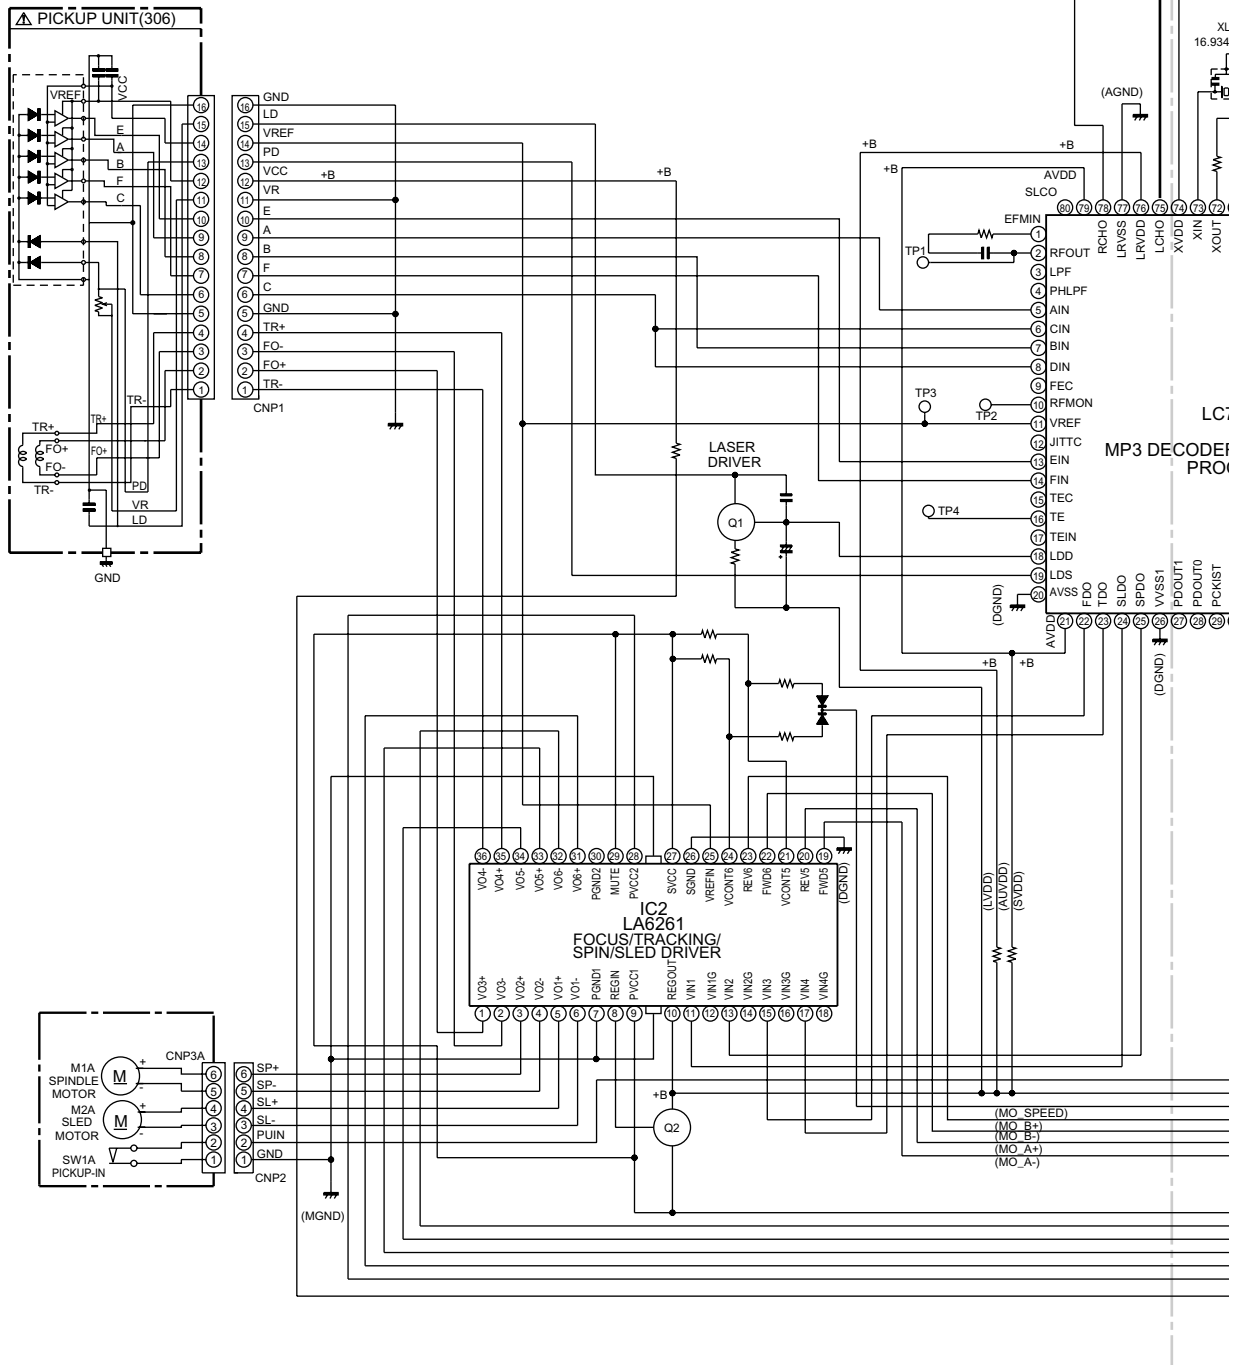 PICKUP UNIT(306)
VCC
VREF
E
A
B
F
C
TR-
TR+
TR+
FO+
FO+
FO-
TR-
PD
VR
LD
GND
16
15
14
13
12
11
10
9
8
7
6
5
4
3
2
1
16 GND
15 LD
14 VREF
13 PD
12 VCC
11 VR
10 E
9 A
8 B
7 F
6 C
5 GND
4 TR+
3 FO-
2 FO+
1 TR-
CNP1
+B
+B
XL
16.934
(AGND)
+B
+B
+B
AVDD
SLCO
80 79 78 77 76 75 74 73 72
RCHO
LRVSS
LRVDD
LCHO
XVDD
XIN
XOUT
EFMIN
1
2 RFOUT
3 LPF
4 PHLPF
5 AIN
6 CIN
7 BIN
8 DIN
9 FEC
10 RFMON
11 VREF
12 JITTC
13 EIN
14 FIN
15 TEC
16 TE
17 TEIN
18 LDD
19 LDS
20 AVSS
TP1
TP3
TP2
TP4
LC7
MP3 DECODER
PROC
LASER
DRIVER
Q1
(DGND)
AVDD
FDO
TDO
SLDO
SPDO
VVSS1
PDOUT1
PDOUT0
PCKIST
21 22 23 24 25 26 27 28 29
+B
+B
(DGND)
36 35 34 33 32 31 30 29 28 27 26 25 24 23 22 21 20 19
VO4-
VO4+
VO5-
VO5+
VO6-
VO6+
PGND2
MUTE
PVCC2
SVCC
SGND
VREFIN
VCONT6
REV6
FWD6
VCONT5
REV5
FWD5
(DGND)
IC2
LA6261
FOCUS/TRACKING/
SPIN/SLED DRIVER
VO3+
VO3-
VO2+
VO2-
VO1+
VO1-
PGND1
REGIN
PVCC1
REGOUT
VIN1
VIN1G
VIN2
VIN2G
VIN3
VIN3G
VIN4
VIN4G
1 2 3 4 5 6 7 8 9 10 11 12 13 14 15 16 17 18
(LVDD)
(AUVDD)
(SVDD)
M1A
SPINDLE
MOTOR
M
+
-
M2A
SLED
MOTOR
M
+
-
SW1A
PICKUP-IN
CNP3A
6
5
4
3
2
1
6 SP+
5 SP-
4 SL+
3 SL-
2 PUIN
1 GND
CNP2
(MGND)
+B
Q2
(MO_SPEED)
(MO_B+)
(MO_B-)
(MO_A+)
(MO_A-)